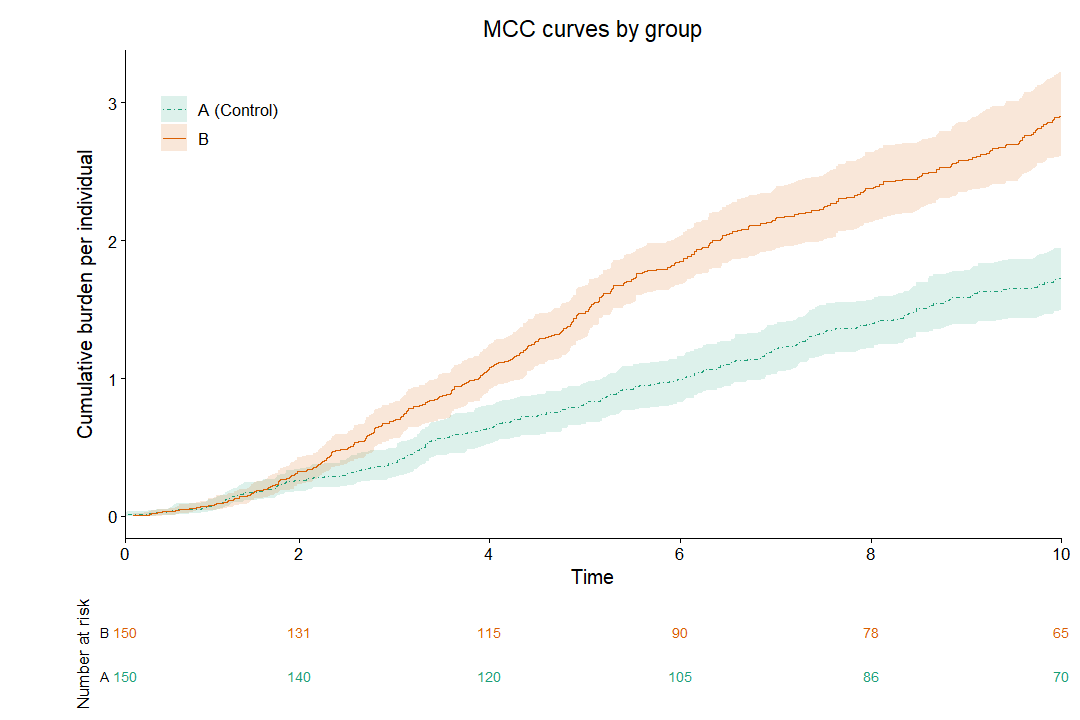 MCC curves by group
Cumulative burden per individual
3
2
1
0
A (Control)
B
0 2 4 6 8 10
Time
Number at risk
B 150 131 115 90 78 65
A 150 140 120 105 86 70